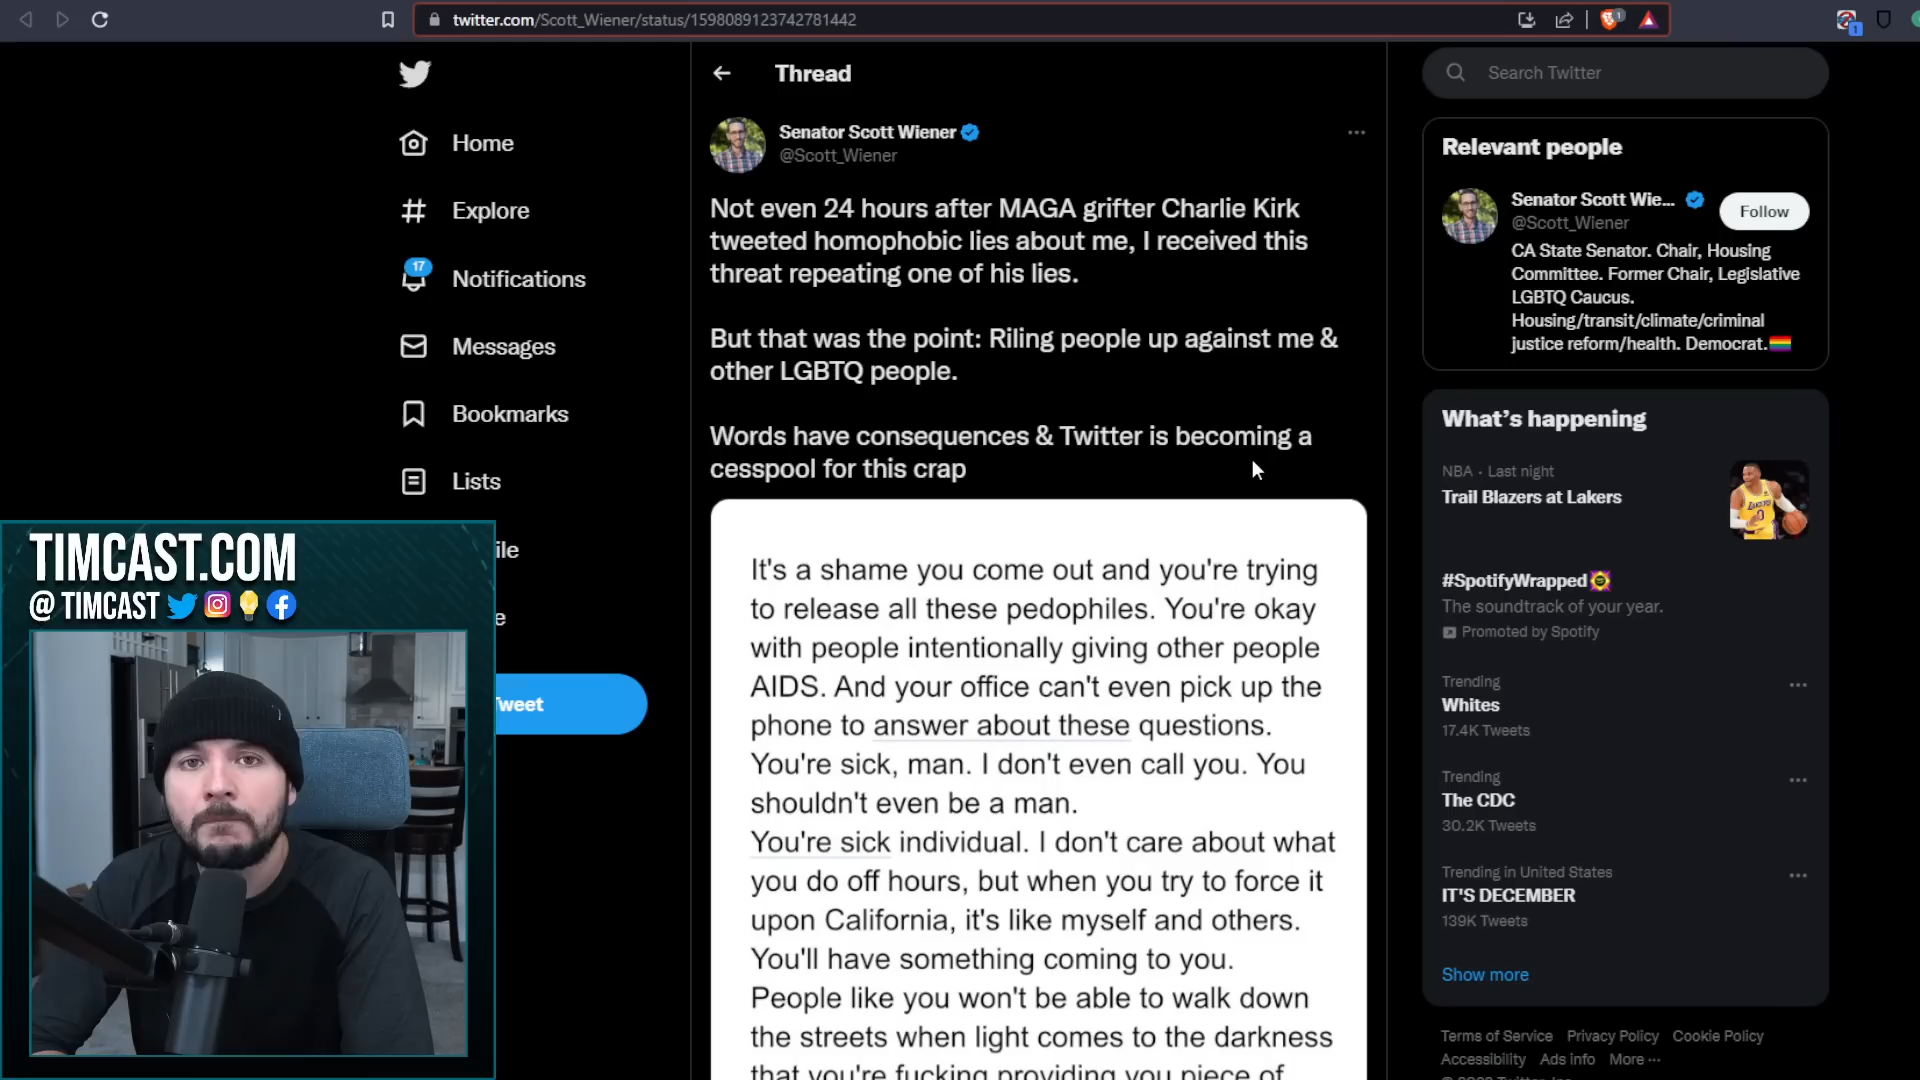 twitter.com/Scott_Wiener/status/1598089123742781442
1
1
Home
Explore
17
Notifications
Messages
Bookmarks
Lists
ile
e
Tweet
TIMCAST.COM
@TIMCAST
Thread
Senator Scott Wiener
@Scott_Wiener
Not even 24 hours after MAGA grifter Charlie Kirk
tweeted homophobic lies about me, I received this
threat repeating one of his lies.
But that was the point: Riling people up against me &
other LGBTQ people.
Words have consequences & Twitter is becoming a
cesspool for this crap
It's a shame you come out and you're trying
to release all these pedophiles. You're okay
with people intentionally giving other people
AIDS. And your office can't even pick up the
phone to answer about these questions.
You're sick, man. I don't even call you. You
shouldn't even be a man.
You're sick individual. I don't care about what
you do off hours, but when you try to force it
upon California, it's like myself and others.
You'll have something coming to you.
People like you won't be able to walk down
the streets when light comes to the darkness
that you're fucking providing you piece of
Search Twitter
Relevant people
Senator Scott Wie...
@Scott_Wiener
Follow
CA State Senator. Chair, Housing
Committee. Former Chair, Legislative
LGBTQ Caucus.
Housing/transit/climate/criminal
justice reform/health. Democrat.
What's happening
NBA · Last night
Trail Blazers at Lakers
#SpotifyWrapped
The soundtrack of your year.
Promoted by Spotify
Trending
Whites
17.4K Tweets
Trending
The CDC
30.2K Tweets
Trending in United States
IT'S DECEMBER
139K Tweets
Show more
Terms of Service Privacy Policy Cookie Policy
Accessibility Ads info More ···